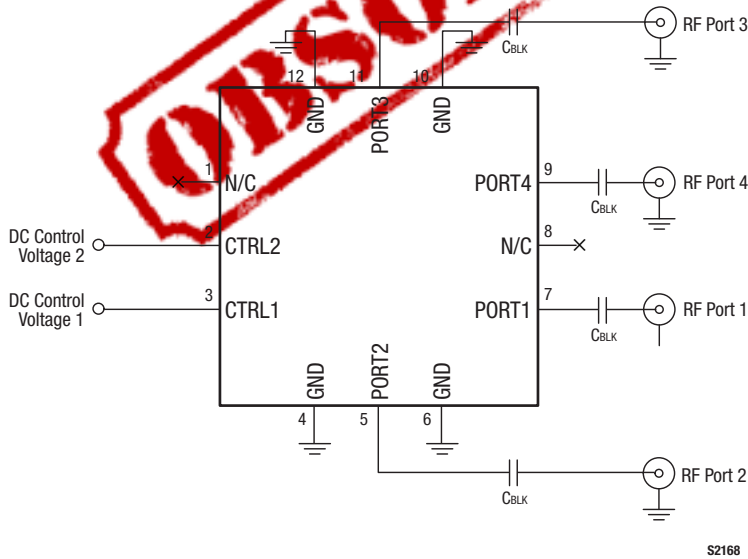 OBSO
RF Port 3
CBLK
12
11
10
GND
PORT3
GND
1
N/C
PORT4
9
RF Port 4
CBLK
DC Control
Voltage 2
2
CTRL2
N/C
8
DC Control
Voltage 1
3
CTRL1
PORT1
7
RF Port 1
CBLK
GND
PORT2
GND
4
5
6
RF Port 2
CBLK
S2168